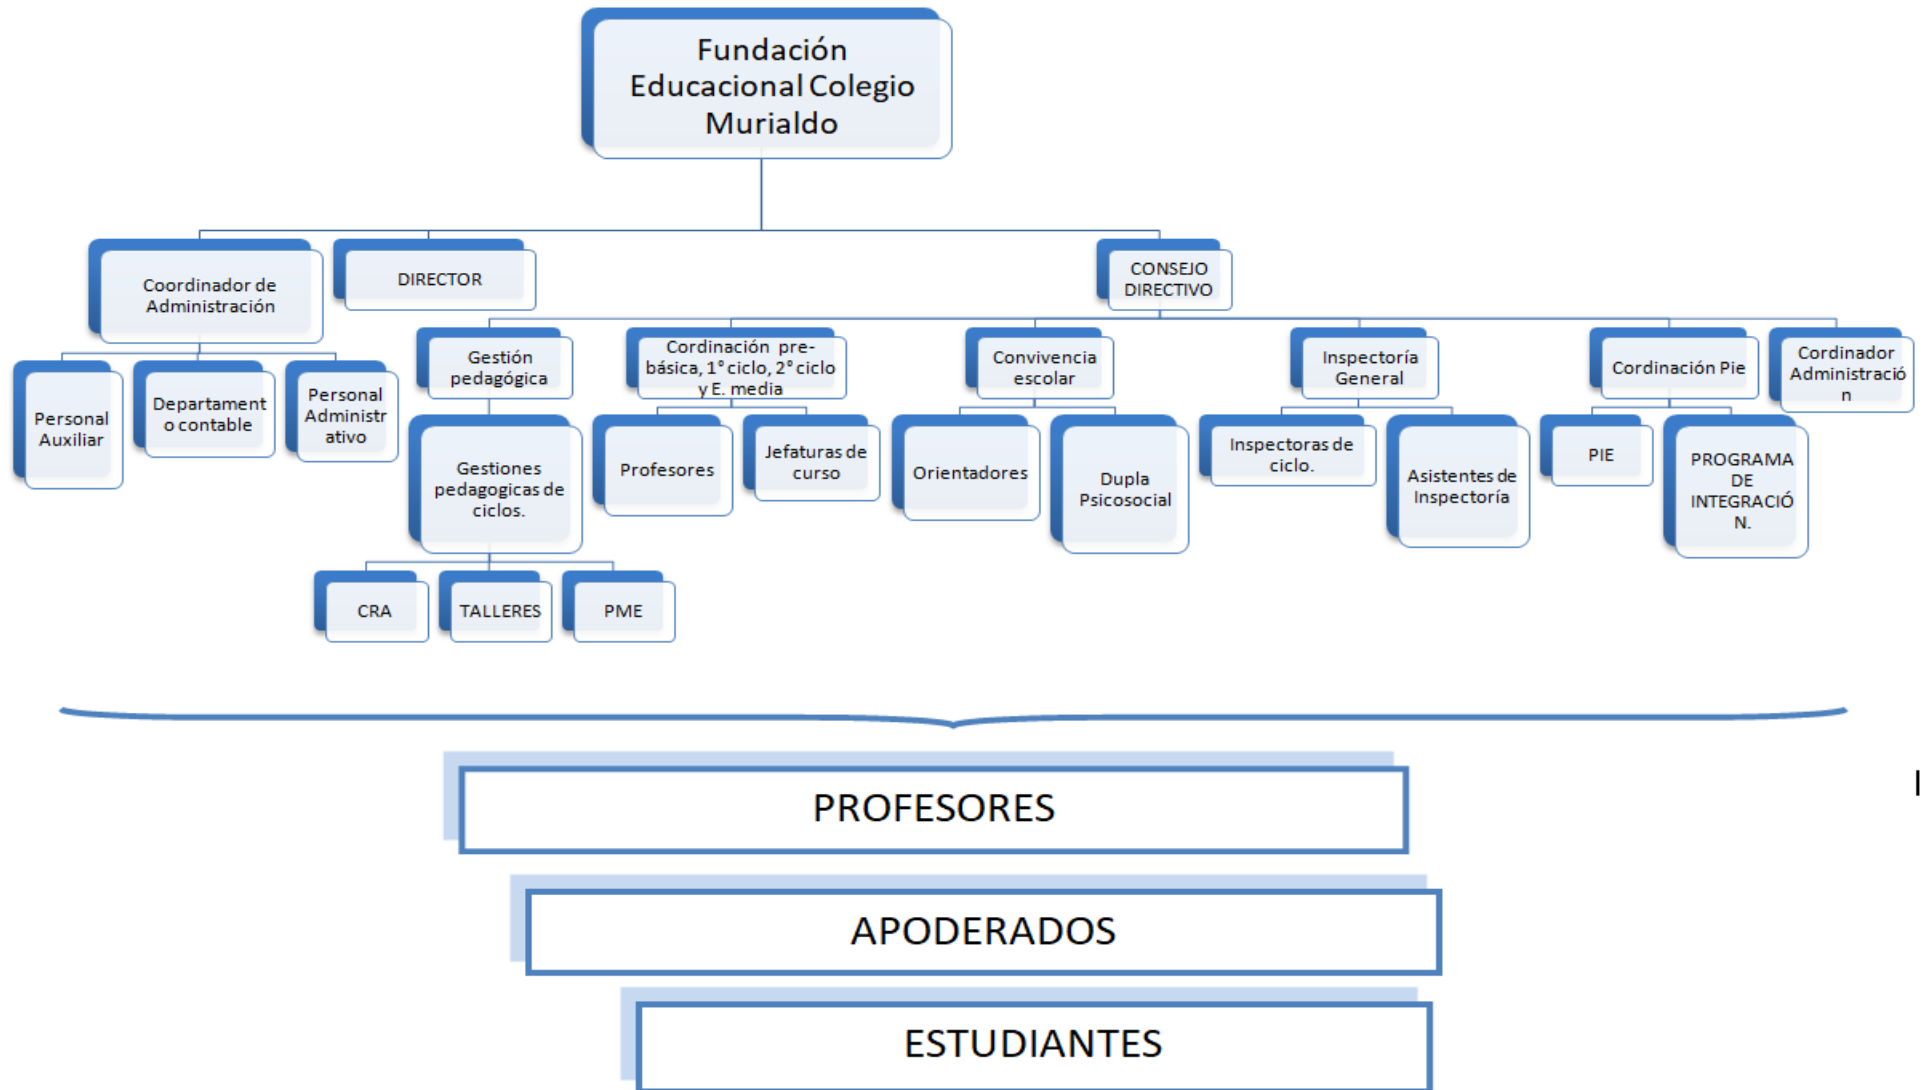 Fundación
Educacional Colegio
Murialdo
Coordinador de
Administración
DIRECTOR
CONSEJO
DIRECTIVO
Personal
Auxiliar
Departament
o contable
Personal
Administr
ativo
Gestión
pedagógica
Cordinación pre-
básica, 1° ciclo, 2° ciclo
y E. media
Convivencia
escolar
Inspectoría
General
Cordinación Pie
Cordinador
Administració
n
Gestiones
pedagogicas de
ciclos.
Profesores
Jefaturas de
curso
Orientadores
Dupla
Psicosocial
Inspectoras de
ciclo.
Asistentes de
Inspectoría
PIE
PROGRAMA
DE
INTEGRACIÓ
N.
CRA
TALLERES
PME
PROFESORES
APODERADOS
ESTUDIANTES